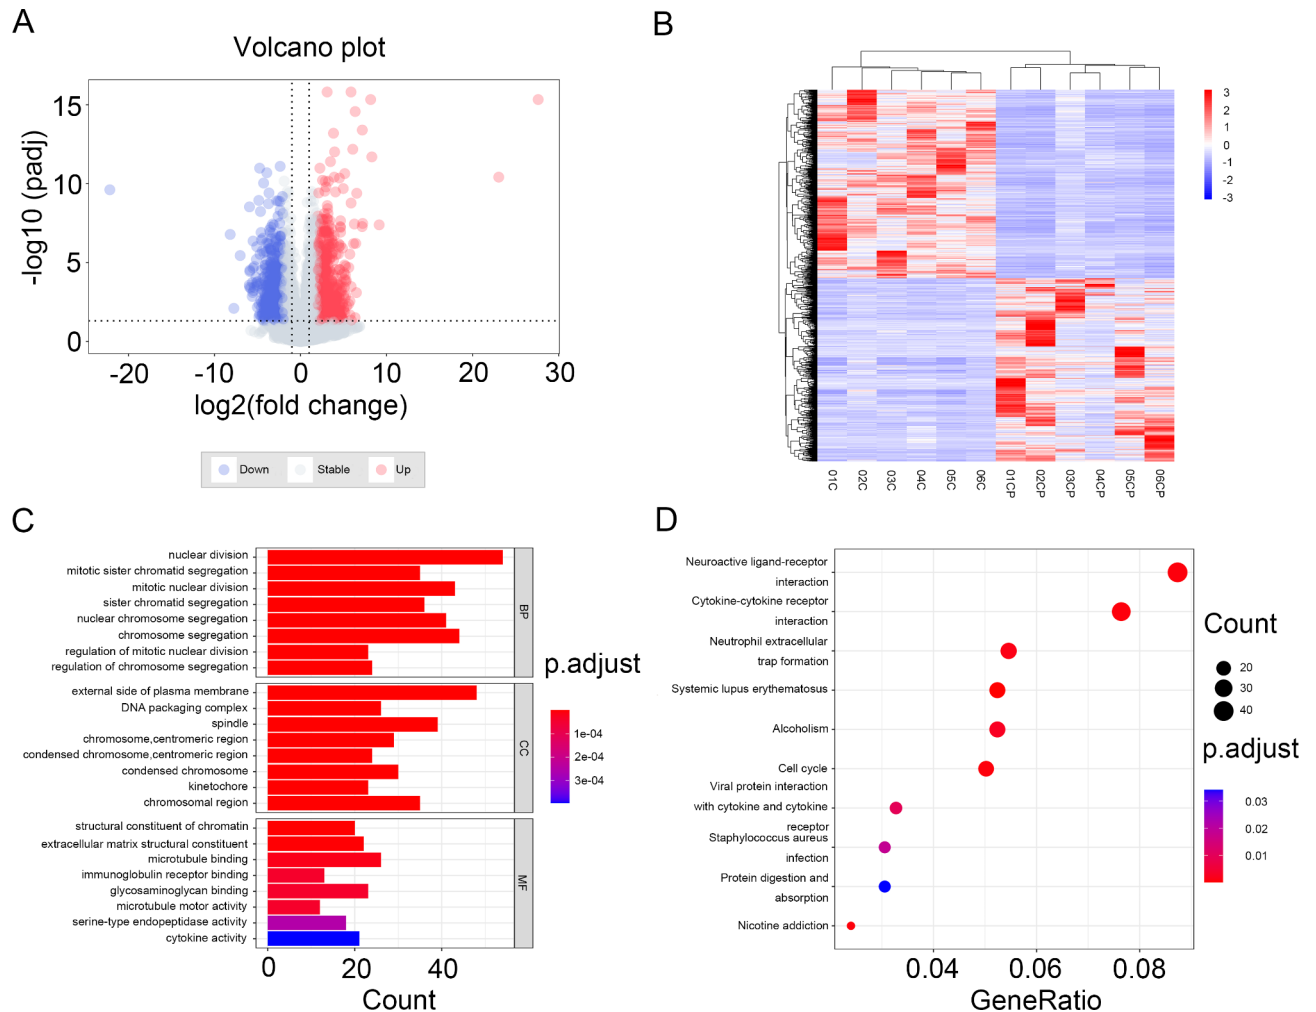 A
Volcano plot
-log10 (padj)
15
10
5
0
-20
-10
0
10
20
30
log2(fold change)
Down
Stable
Up
B
3
2
1
0
-1
-2
-3
01C
02C
03C
04C
05C
06C
01CP
02CP
03CP
04CP
05CP
06CP
C
nuclear division
mitotic sister chromatid segregation
mitotic nuclear division
sister chromatid segregation
nuclear chromosome segregation
chromosome segregation
regulation of mitotic nuclear division
regulation of chromosome segregation
BP
external side of plasma membrane
DNA packaging complex
spindle
chromosome,centromeric region
condensed chromosome,centromeric region
condensed chromosome
kinetochore
chromosomal region
CC
structural constituent of chromatin
extracellular matrix structural constituent
microtubule binding
immunoglobulin receptor binding
glycosaminoglycan binding
microtubule motor activity
serine-type endopeptidase activity
cytokine activity
MF
0
20
40
Count
p.adjust
1e-04
2e-04
3e-04
D
Neuroactive ligand-receptor
interaction
Cytokine-cytokine receptor
interaction
Neutrophil extracellular
trap formation
Systemic lupus erythematosus
Alcoholism
Cell cycle
Viral protein interaction
with cytokine and cytokine
receptor
Staphylococcus aureus
infection
Protein digestion and
absorption
Nicotine addiction
0.04
0.06
0.08
GeneRatio
Count
20
30
40
p.adjust
0.03
0.02
0.01